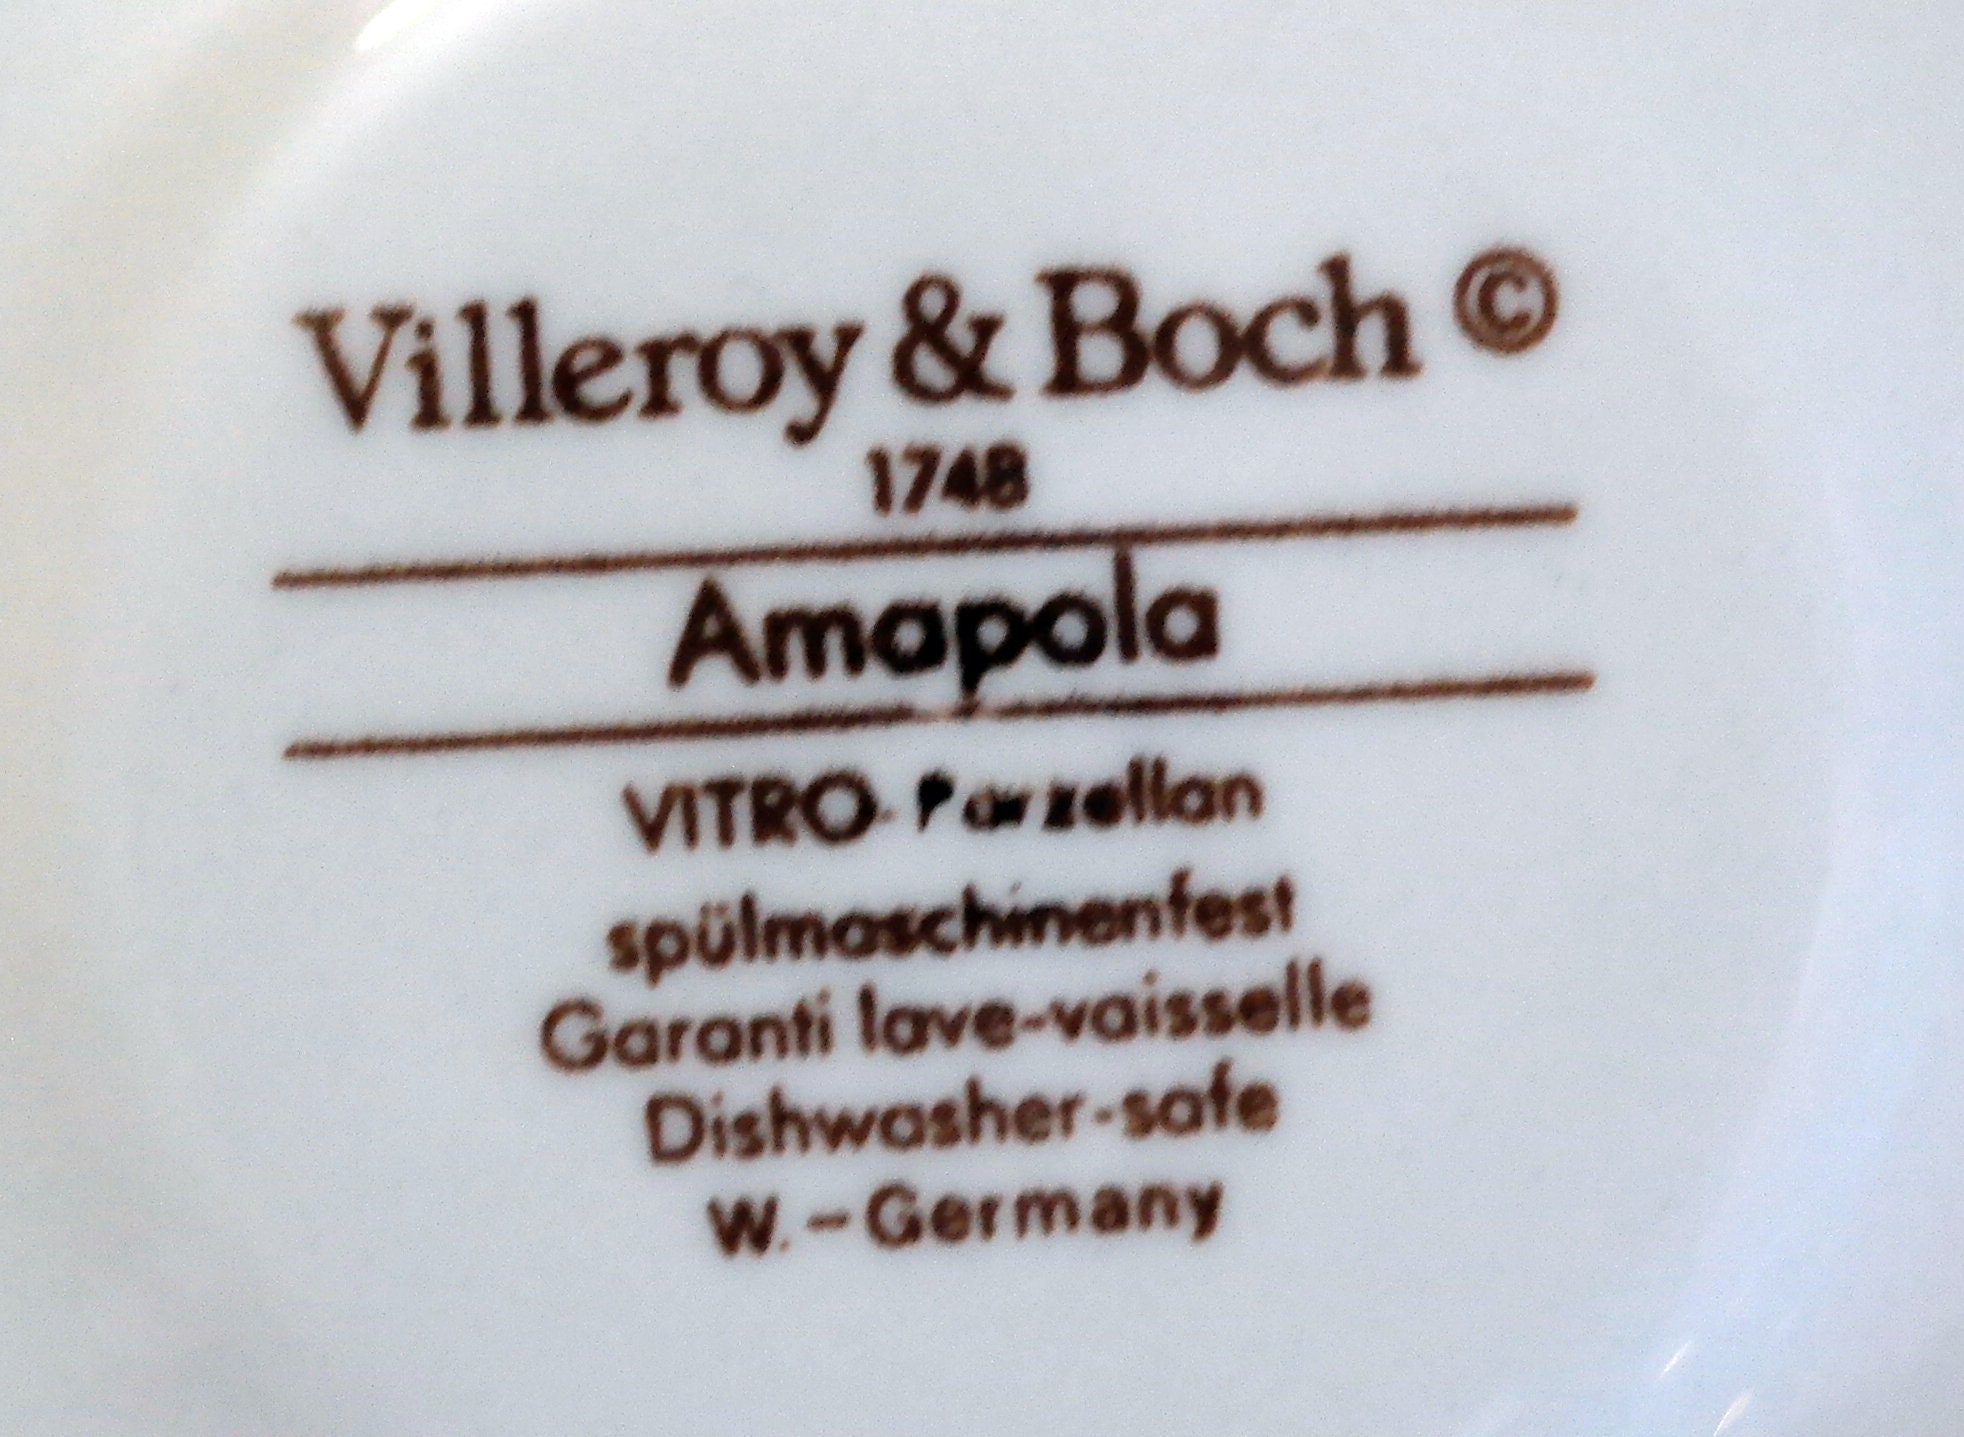 Villeroy & Boch ©
1748
Amapola
VITRO-Porzellan
spülmaschinenfest
Garanti lave-vaisselle
Dishwasher-safe
W.-Germany